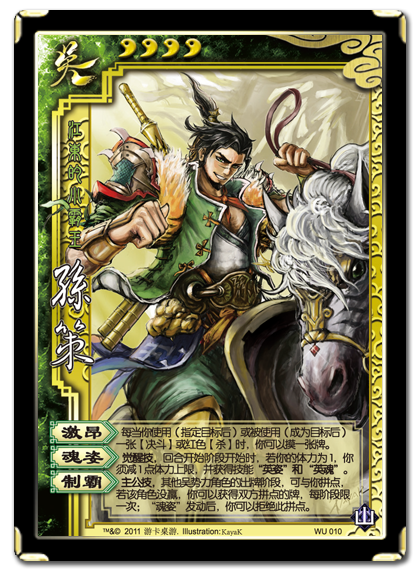 吴
江東的小霸王
孫策
激昂
每当你使用（指定目标后）或被使用（成为目标后）
一张【决斗】或红色【杀】时，你可以摸一张牌。
魂姿
觉醒技，回合开始阶段开始时，若你的体力为1，你
须减1点体力上限，并获得技能“英姿”和“英魂”。
制霸
主公技，其他吴势力角色的出牌阶段，可与你拼点，
若该角色没赢，你可以获得双方拼点的牌，每阶段限
一次；“魂姿”发动后，你可以拒绝此拼点。
™&© 2011 游卡桌游. Illustration:KayaK
WU 010
山